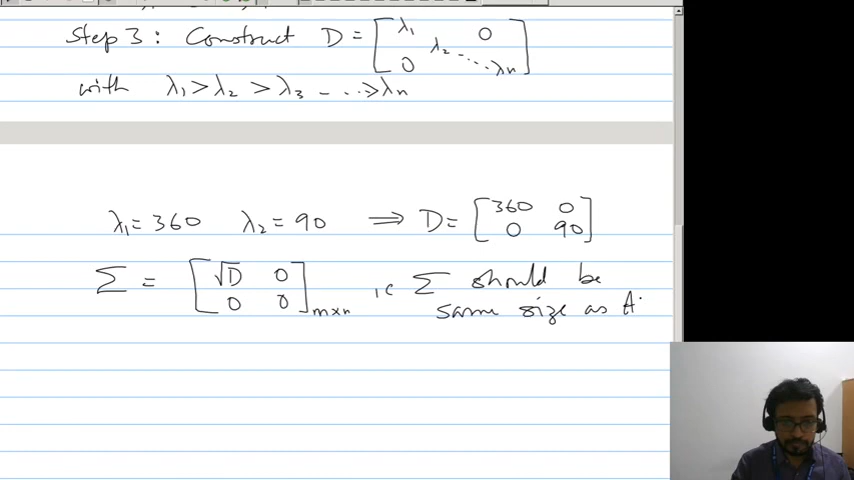 Step 3: Construct D = [λ₁ 0 λ₂ ..... 0 λn]
with λ₁ > λ₂ > λ₃ - ...> λn
λ₁ = 360 λ₂ = 90 ⟹ D = [360 0
0 90]
Σ = [√D 0
0 0]m×n , i.e Σ should be
same size as A.